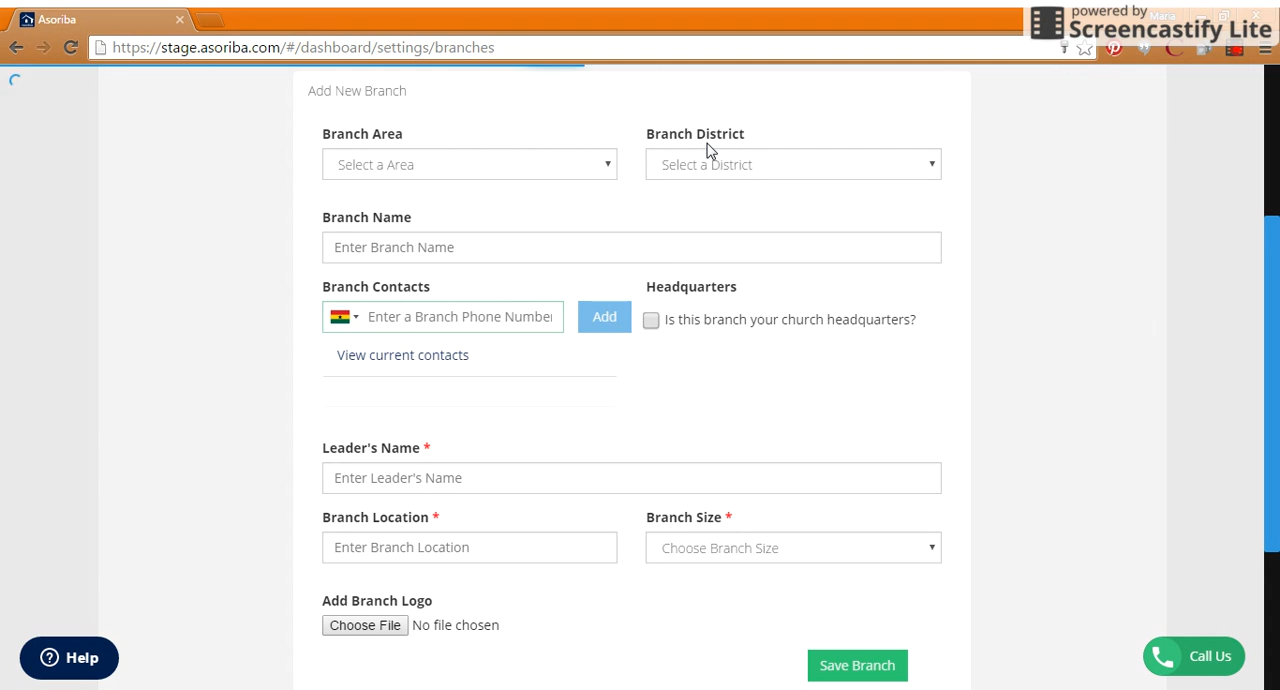 Asoriba
Maria
powered by
Screencastify Lite
https://stage.asoriba.com/#/dashboard/settings/branches
Add New Branch
Branch Area
Branch District
Select a Area
Select a District
Branch Name
Enter Branch Name
Branch Contacts
Headquarters
Enter a Branch Phone Number
Add
Is this branch your church headquarters?
View current contacts
Leader's Name *
Enter Leader's Name
Branch Location *
Branch Size *
Enter Branch Location
Choose Branch Size
Add Branch Logo
Choose File No file chosen
Help
Call Us
Save Branch